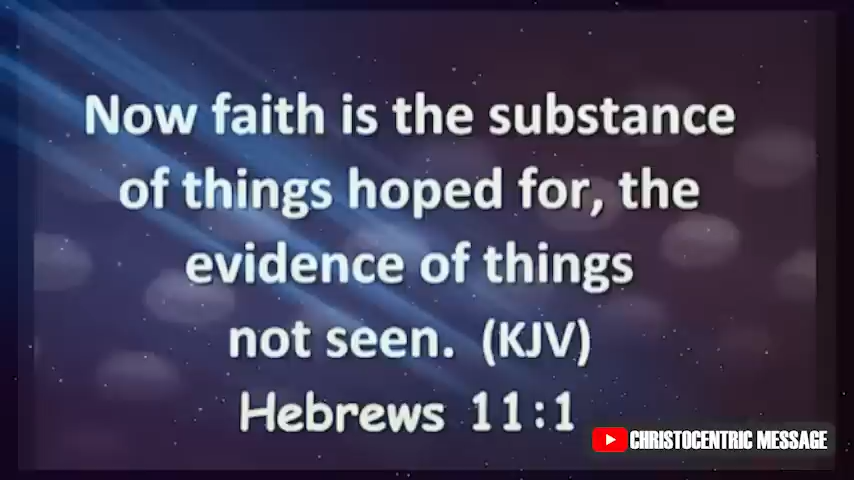 Now faith is the substance
of things hoped for, the
evidence of things
not seen. (KJV)
Hebrews 11:1
CHRISTOCENTRIC MESSAGE